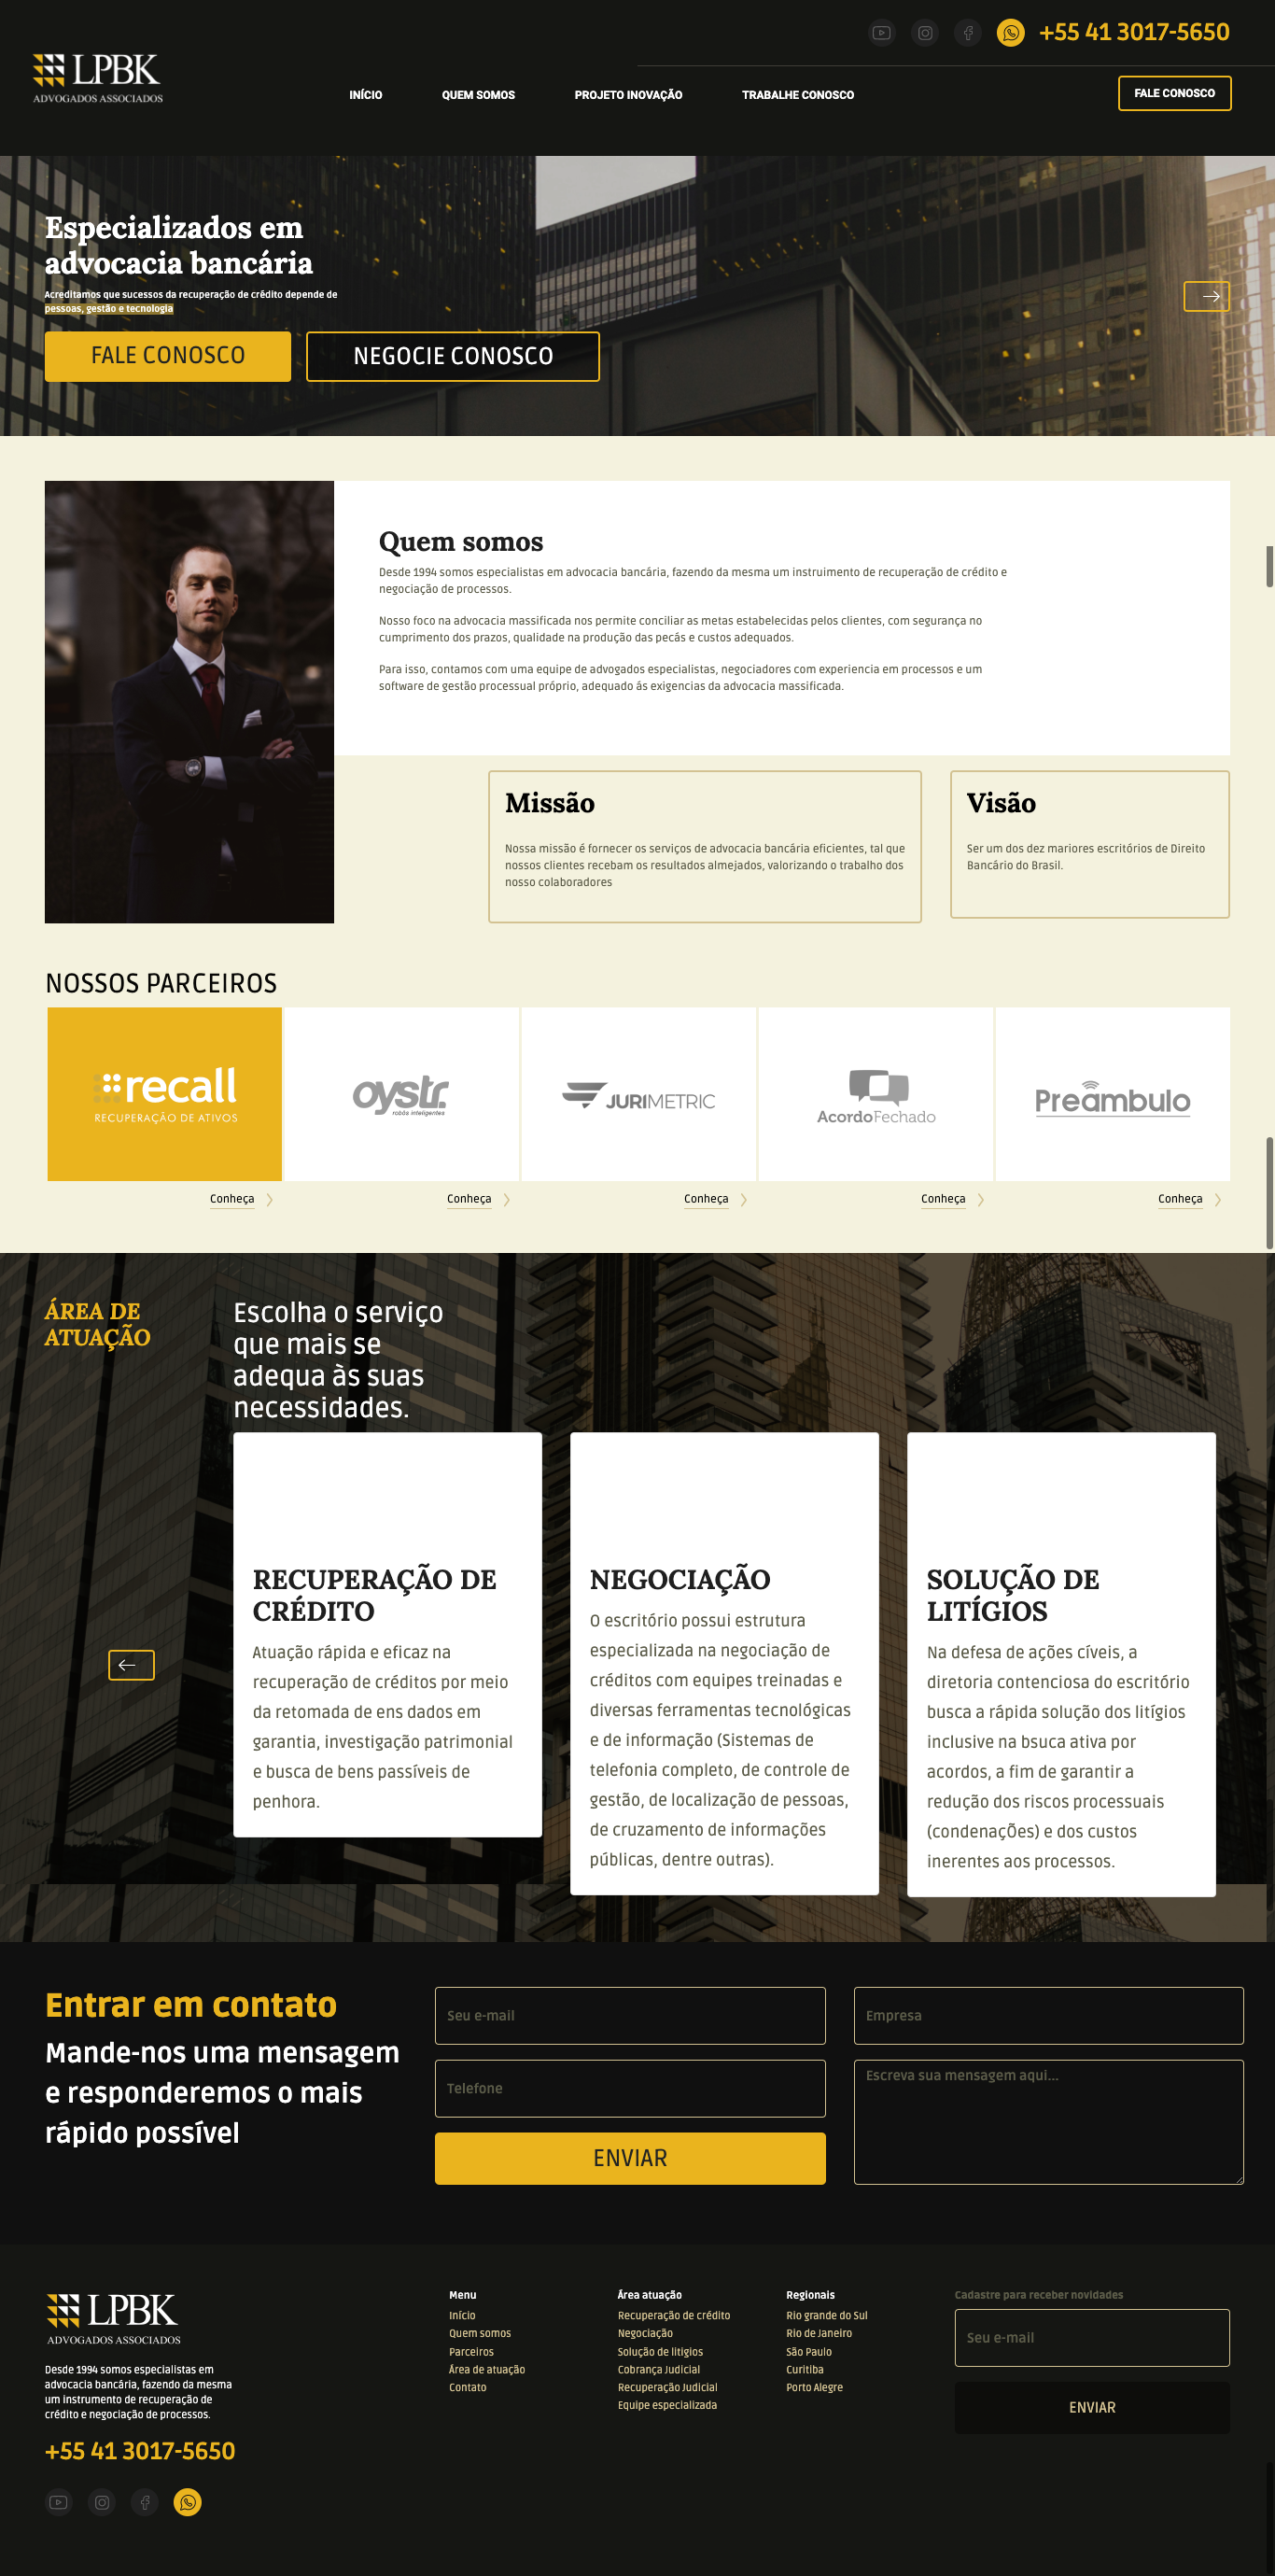 +55 41 3017-5650
LPBK
ADVOGADOS ASSOCIADOS
INÍCIO
QUEM SOMOS
PROJETO INOVAÇÃO
TRABALHE CONOSCO
FALE CONOSCO
Especializados em
advocacia bancária
Acreditamos que sucessos da recuperação de crédito depende de
pessoas, gestão e tecnologia
FALE CONOSCO
NEGOCIE CONOSCO
Quem somos
Desde 1994 somos especialistas em advocacia bancária, fazendo da mesma um instruimento de recuperação de crédito e
negociação de processos.
Nosso foco na advocacia massificada nos permite conciliar as metas estabelecidas pelos clientes, com segurança no
cumprimento dos prazos, qualidade na produção das pecás e custos adequados.
Para isso, contamos com uma equipe de advogados especialistas, negociadores com experiencia em processos e um
software de gestão processual próprio, adequado ás exigencias da advocacia massificada.
Missão
Nossa missão é fornecer os serviços de advocacia bancária eficientes, tal que
nossos clientes recebam os resultados almejados, valorizando o trabalho dos
nosso colaboradores
Visão
Ser um dos dez mariores escritórios de Direito
Bancário do Brasil.
NOSSOS PARCEIROS
recall
RECUPERAÇÃO DE ATIVOS
oystr.
robôs inteligentes
JURIMETRIC
AcordoFechado
Preâmbulo
Conheça
Conheça
Conheça
Conheça
Conheça
ÁREA DE
ATUAÇÃO
Escolha o serviço
que mais se
adequa às suas
necessidades.
RECUPERAÇÃO DE
CRÉDITO
Atuação rápida e eficaz na
recuperação de créditos por meio
da retomada de ens dados em
garantia, investigação patrimonial
e busca de bens passíveis de
penhora.
NEGOCIAÇÃO
O escritório possui estrutura
especializada na negociação de
créditos com equipes treinadas e
diversas ferramentas tecnológicas
e de informação (Sistemas de
telefonia completo, de controle de
gestão, de localização de pessoas,
de cruzamento de informações
públicas, dentre outras).
SOLUÇÃO DE
LITÍGIOS
Na defesa de ações cíveis, a
diretoria contenciosa do escritório
busca a rápida solução dos litígios
inclusive na bsuca ativa por
acordos, a fim de garantir a
redução dos riscos processuais
(condenaçÕes) e dos custos
inerentes aos processos.
Entrar em contato
Mande-nos uma mensagem
e responderemos o mais
rápido possível
Seu e-mail
Telefone
ENVIAR
Empresa
Escreva sua mensagem aqui...
LPBK
ADVOGADOS ASSOCIADOS
Desde 1994 somos especialistas em
advocacia bancária, fazendo da mesma
um instrumento de recuperação de
crédito e negociação de processos.
+55 41 3017-5650
Menu
Início
Quem somos
Parceiros
Área de atuação
Contato
Área atuação
Recuperação de crédito
Negociação
Solução de litigios
Cobrança Judicial
Recuperação Judicial
Equipe especializada
Regionais
Rio grande do Sul
Rio de Janeiro
São Paulo
Curitiba
Porto Alegre
Cadastre para receber novidades
Seu e-mail
ENVIAR